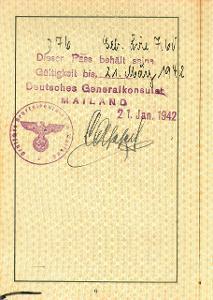 376 Geb. Lire 7.60
Dieser Pass behält seine
Gültigkeit bis 21. März 1942
Deutsches Generalkonsulat
MAILAND
21. Jan. 1942
9